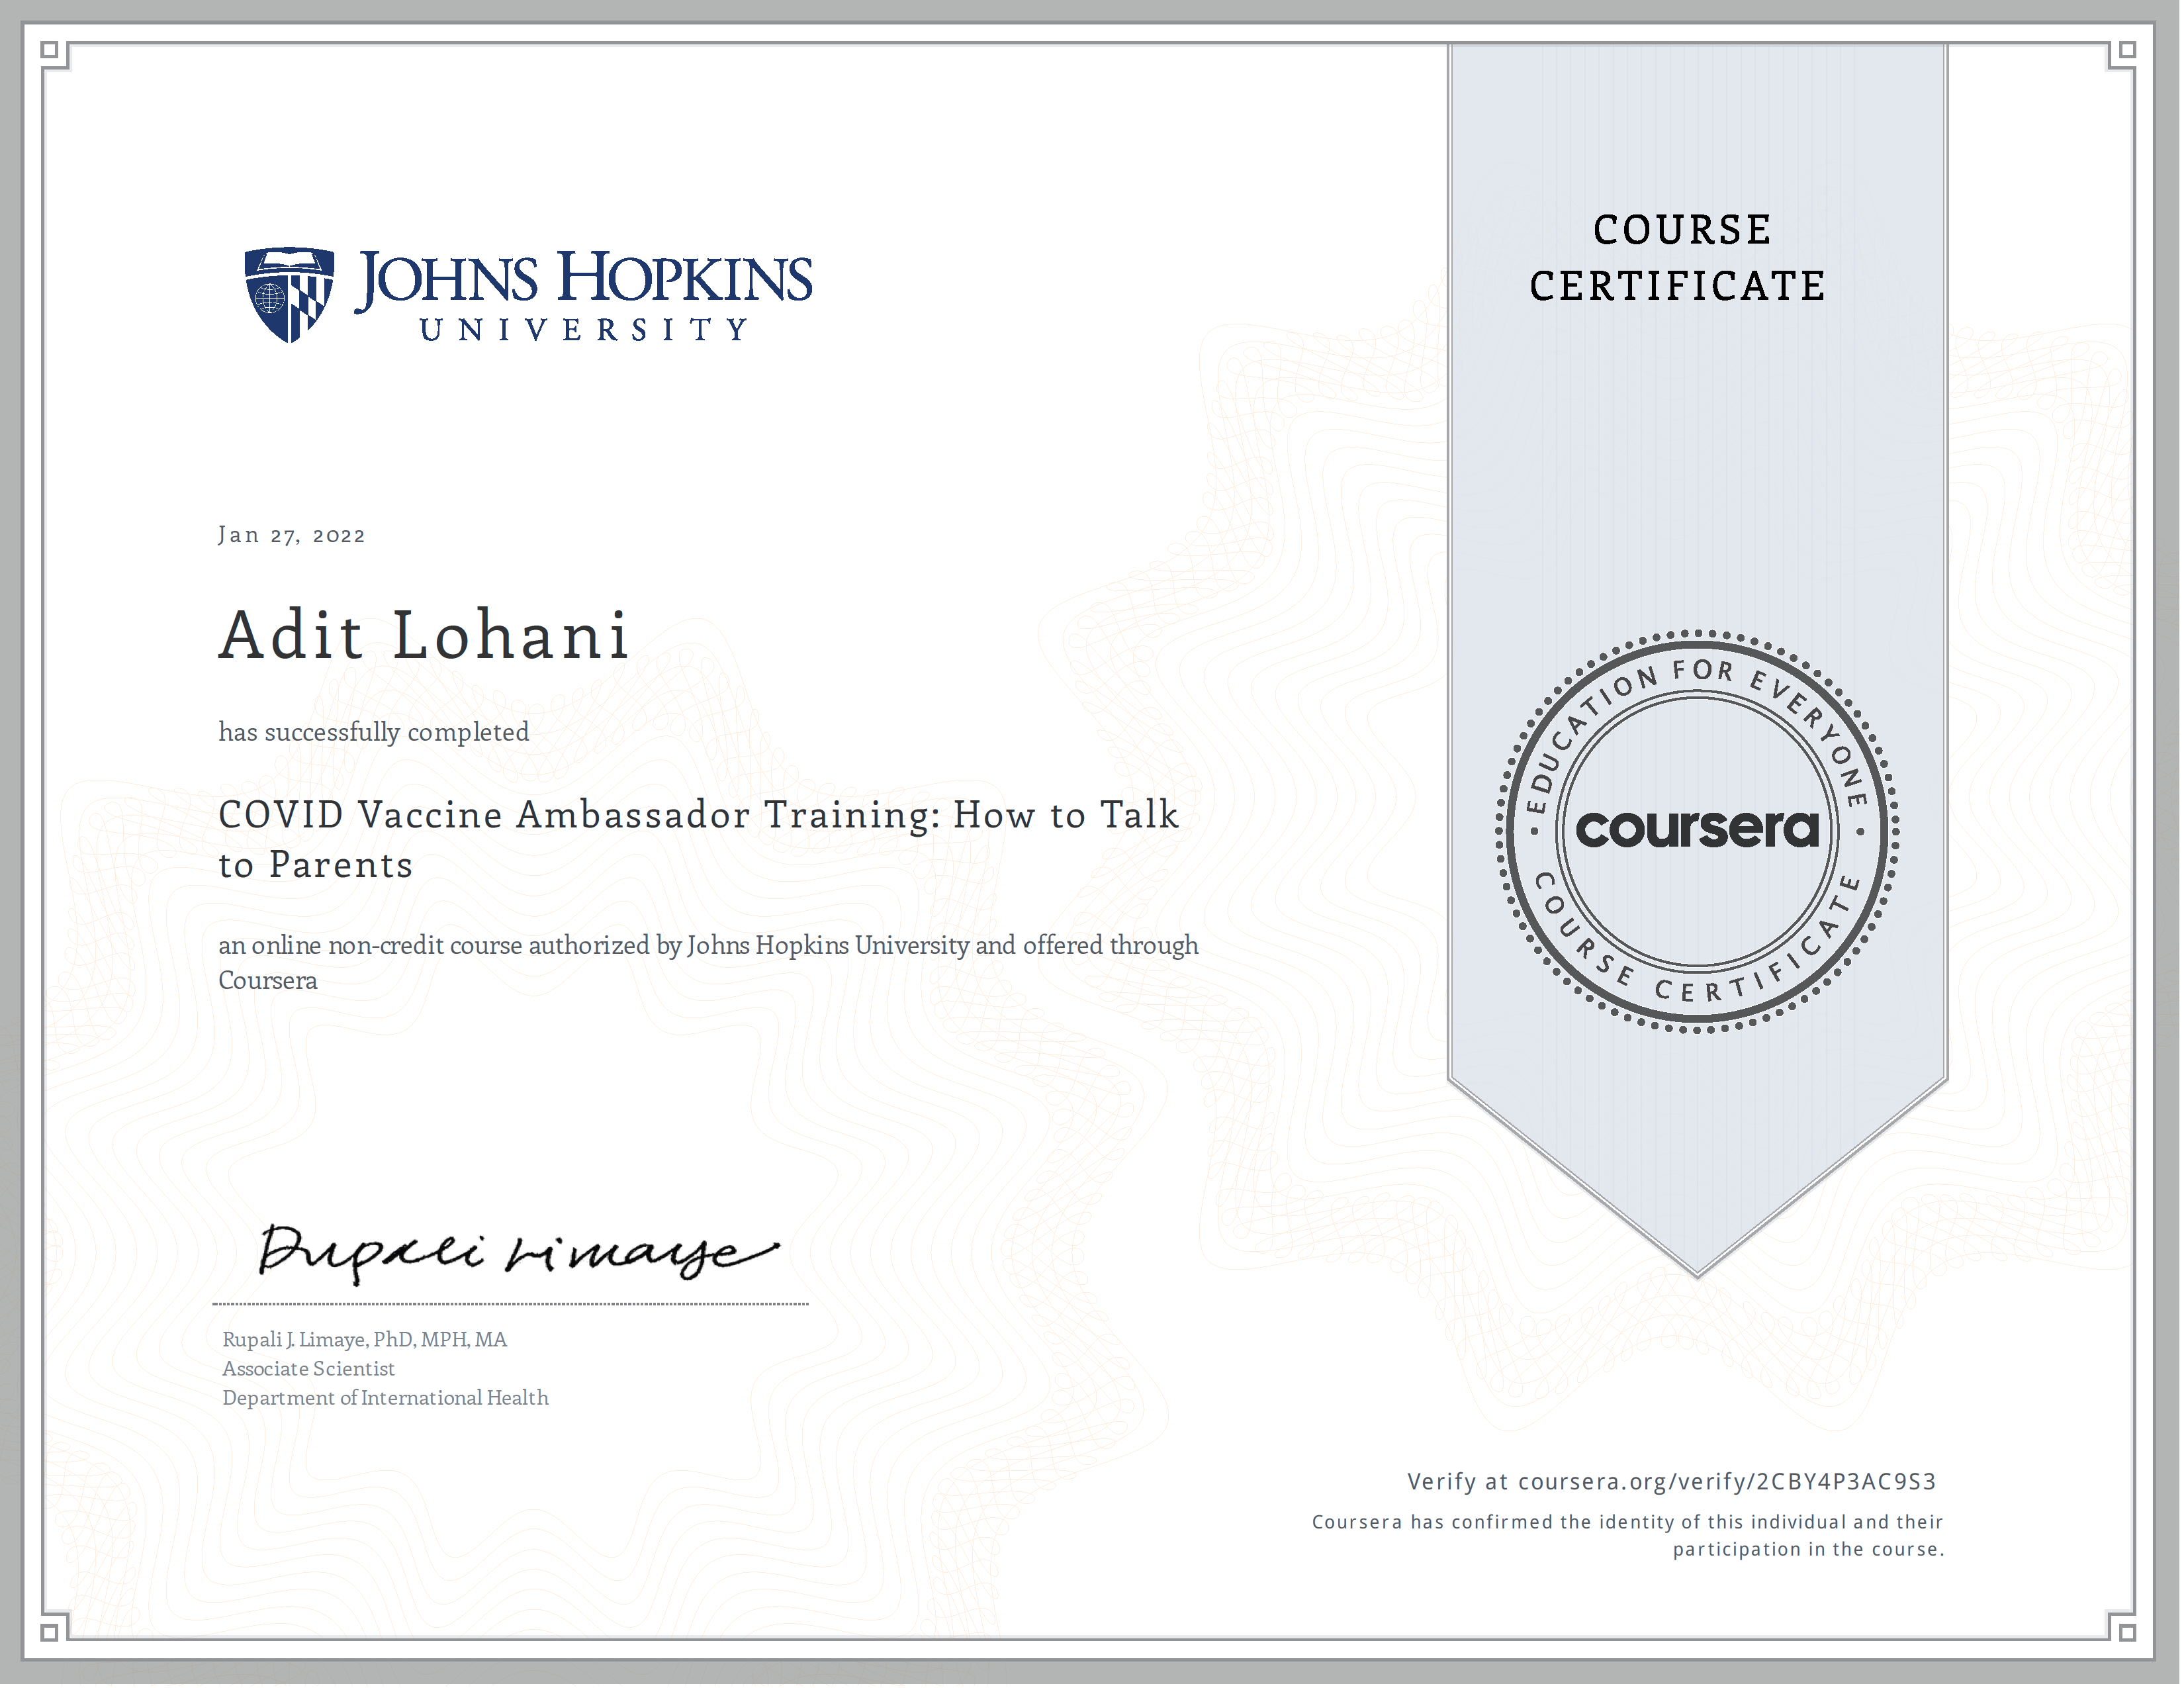 JOHNS HOPKINS
UNIVERSITY
COURSE
CERTIFICATE
Jan 27, 2022
Adit Lohani
has successfully completed
COVID Vaccine Ambassador Training: How to Talk
to Parents
an online non-credit course authorized by Johns Hopkins University and offered through
Coursera
EDUCATION FOR EVERYONE
coursera
COURSE CERTIFICATE
Rupali Limaye
Rupali J. Limaye, PhD, MPH, MA
Associate Scientist
Department of International Health
Verify at coursera.org/verify/2CBY4P3AC9S3
Coursera has confirmed the identity of this individual and their
participation in the course.